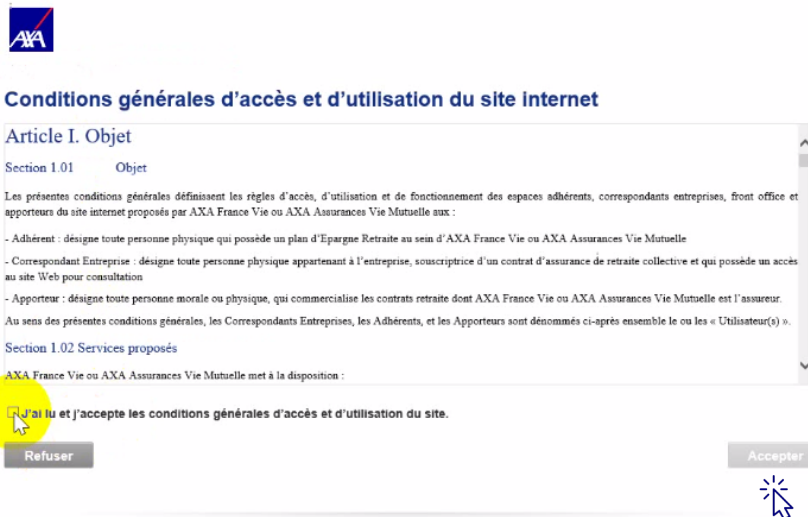 AXA
Conditions générales d'accès et d'utilisation du site internet
Article I. Objet
Section 1.01 Objet
Les présentes conditions générales définissent les règles d'accès, d'utilisation et de fonctionnement des espaces adhérents, correspondants entreprises, front office et
apporteurs du site internet proposés par AXA France Vie ou AXA Assurances Vie Mutuelle aux :
- Adhérent : désigne toute personne physique qui possède un plan d'Epargne Retraite au sein d'AXA France Vie ou AXA Assurances Vie Mutuelle
- Correspondant Entreprise : désigne toute personne physique appartenant à l'entreprise, souscriptrice d'un contrat d'assurance de retraite collective et qui possède un accès
au site Web pour consultation
- Apporteur : désigne toute personne morale ou physique, qui commercialise les contrats retraite dont AXA France Vie ou AXA Assurances Vie Mutuelle est l'assureur.
Au sens des présentes conditions générales, les Correspondants Entreprises, les Adhérents, et les Apporteurs sont dénommés ci-après ensemble le ou les « Utilisateur(s) ».
Section 1.02 Services proposés
AXA France Vie ou AXA Assurances Vie Mutuelle met à la disposition :
J'ai lu et j'accepte les conditions générales d'accès et d'utilisation du site.
Refuser
Accepter